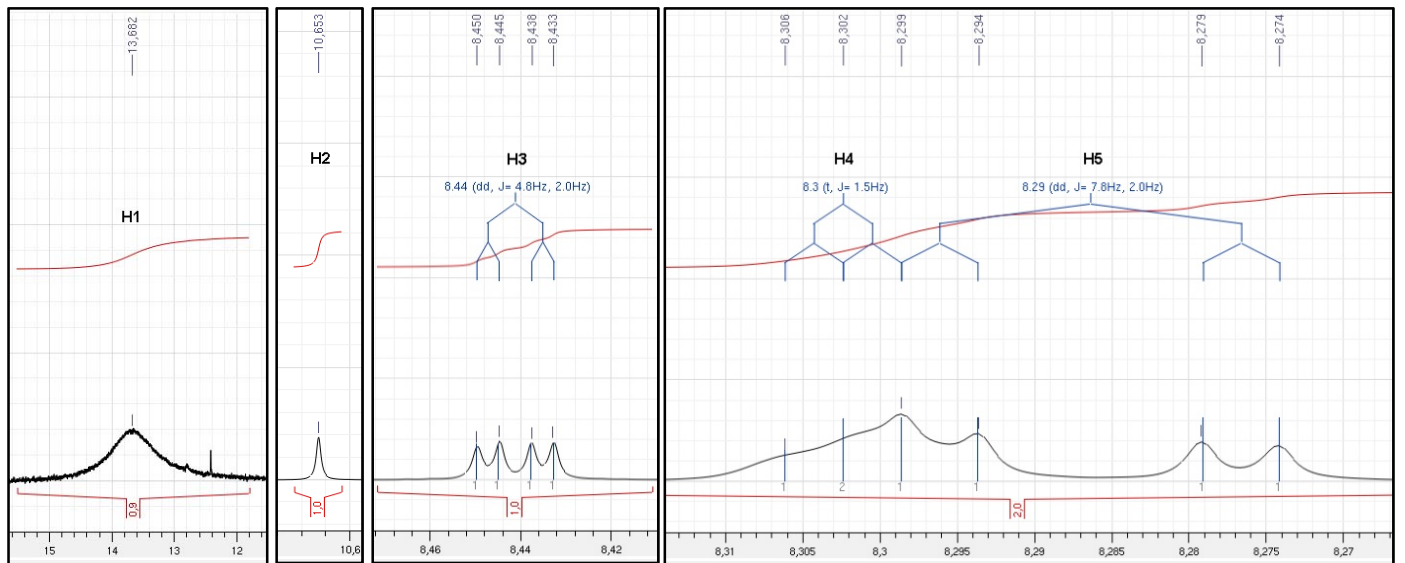 13,682
10,653
8,450
8,445
8,438
8,433
8,306
8,302
8,299
8,294
8,279
8,274
H1
H2
H3
H4
H5
8.44 (dd, J= 4.8Hz, 2.0Hz)
8.3 (t, J= 1.5Hz)
8.29 (dd, J= 7.8Hz, 2.0Hz)
1 1 1 1
1 2 1 1 1 1
0,9
1,0
1,0
2,0
15 14 13 12
10,6
8,46 8,44 8,42
8,31 8,305 8,3 8,295 8,29 8,285 8,28 8,275 8,27